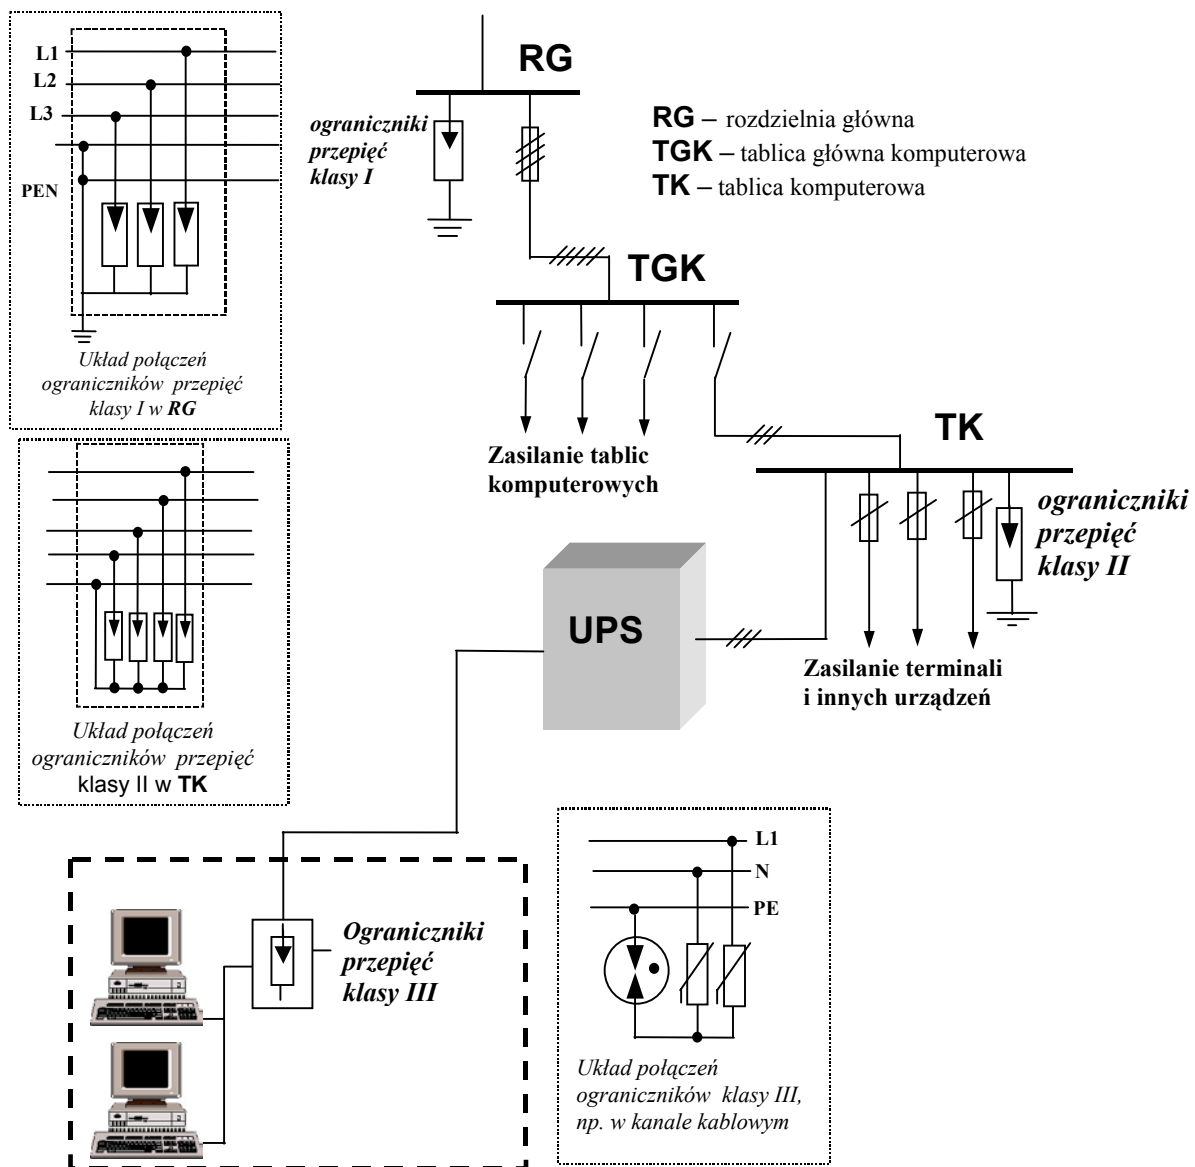 L1
L2
L3
PEN
Układ połączeń
ograniczników przepięć
klasy I w RG
RG
ograniczniki
przepięć
klasy I
RG – rozdzielnia główna
TGK – tablica główna komputerowa
TK – tablica komputerowa
TGK
Zasilanie tablic
komputerowych
TK
ograniczniki
przepięć
klasy II
Układ połączeń
ograniczników przepięć
klasy II w TK
UPS
Zasilanie terminali
i innych urządzeń
Ograniczniki
przepięć
klasy III
L1
N
PE
Układ połączeń
ograniczników klasy III,
np. w kanale kablowym